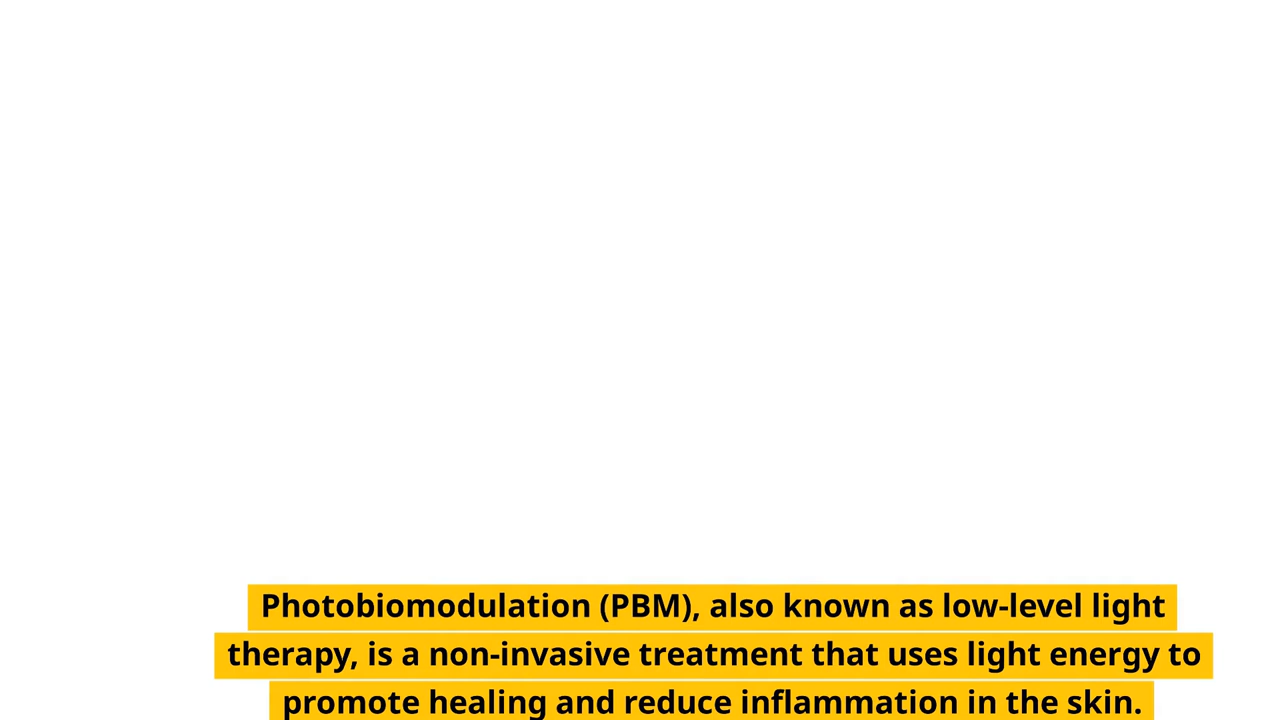 Photobiomodulation (PBM), also known as low-level light
therapy, is a non-invasive treatment that uses light energy to
promote healing and reduce inflammation in the skin.